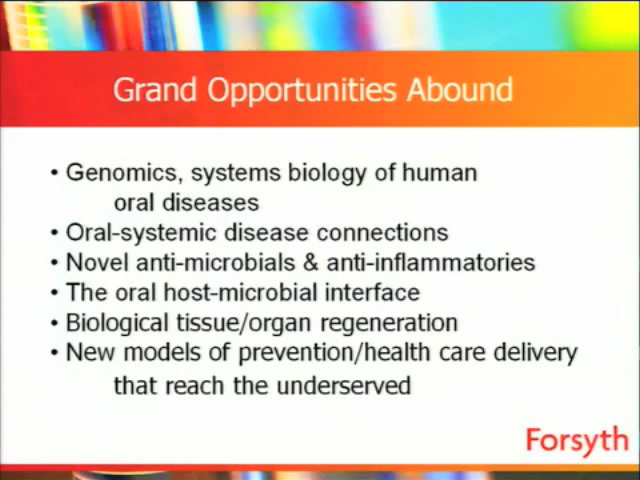 Grand Opportunities Abound
• Genomics, systems biology of human
oral diseases
• Oral-systemic disease connections
• Novel anti-microbials & anti-inflammatories
• The oral host-microbial interface
• Biological tissue/organ regeneration
• New models of prevention/health care delivery
that reach the underserved
Forsyth